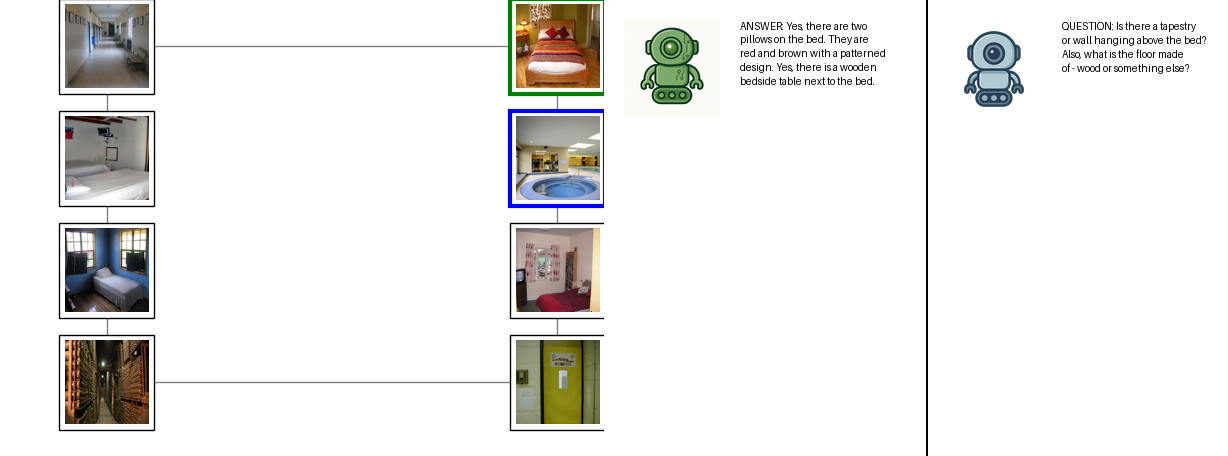 ANSWER: Yes, there are two
pillows on the bed. They are
red and brown with a patterned
design. Yes, there is a wooden
bedside table next to the bed.
QUESTION: Is there a tapestry
or wall hanging above the bed?
Also, what is the floor made
of - wood or something else?